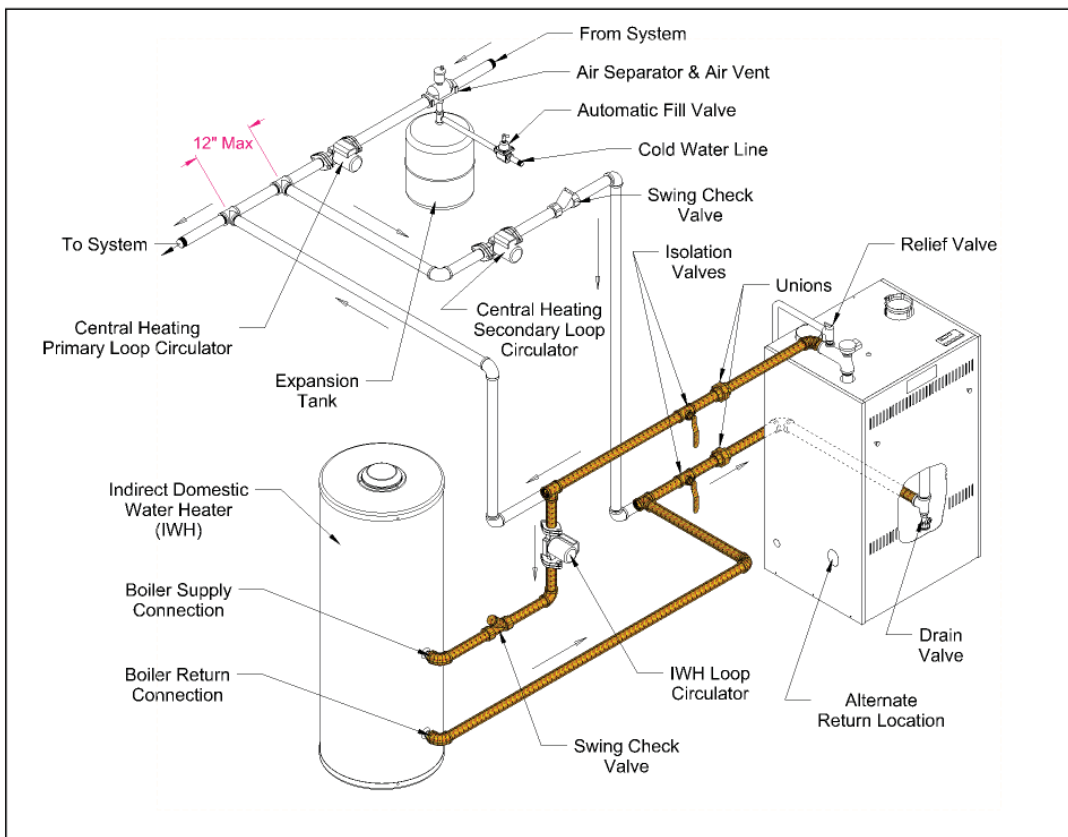 From System
Air Separator & Air Vent
Automatic Fill Valve
12" Max
Cold Water Line
Swing Check
Valve
To System
Isolation
Valves
Relief Valve
Unions
Central Heating
Primary Loop Circulator
Central Heating
Secondary Loop
Circulator
Expansion
Tank
Indirect Domestic
Water Heater
(IWH)
Boiler Supply
Connection
Boiler Return
Connection
IWH Loop
Circulator
Drain
Valve
Alternate
Return Location
Swing Check
Valve